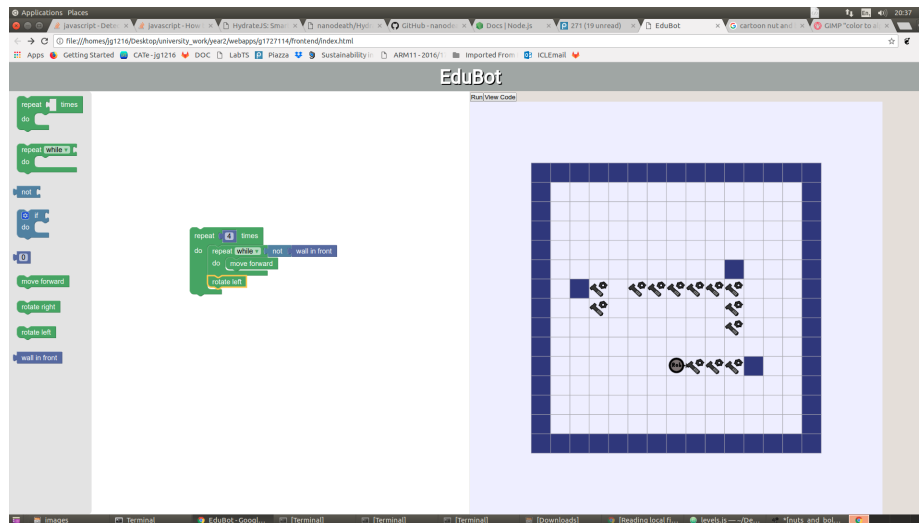 Applications Places
En 20:37
javascript - Dete
javascript - How
HydrateJS: Sma
nanodeath/Hyd
GitHub - nanode
Docs | Node.js
271 (19 unread)
EduBot
cartoon nut and
GIMP "color to a
file:///homes/jg1216/Desktop/university_work/year2/webapps/g1727114/frontend/index.html
Apps Getting Started CATe - jg1216 DOC LabTS Piazza Sustainability ARM11 - 2016/ Imported From ICLEmail
EduBot
Run View Code
repeat times
do
repeat while
do
not
if
do
0
move forward
rotate right
rotate left
wall in front
repeat 4 times
do repeat while not wall in front
do move forward
rotate left
images Terminal EduBot - Googl... [Terminal] [Terminal] [Terminal] [Downloads] [Reading local fi... levels.js — ~/De... *[nuts_and_bol...